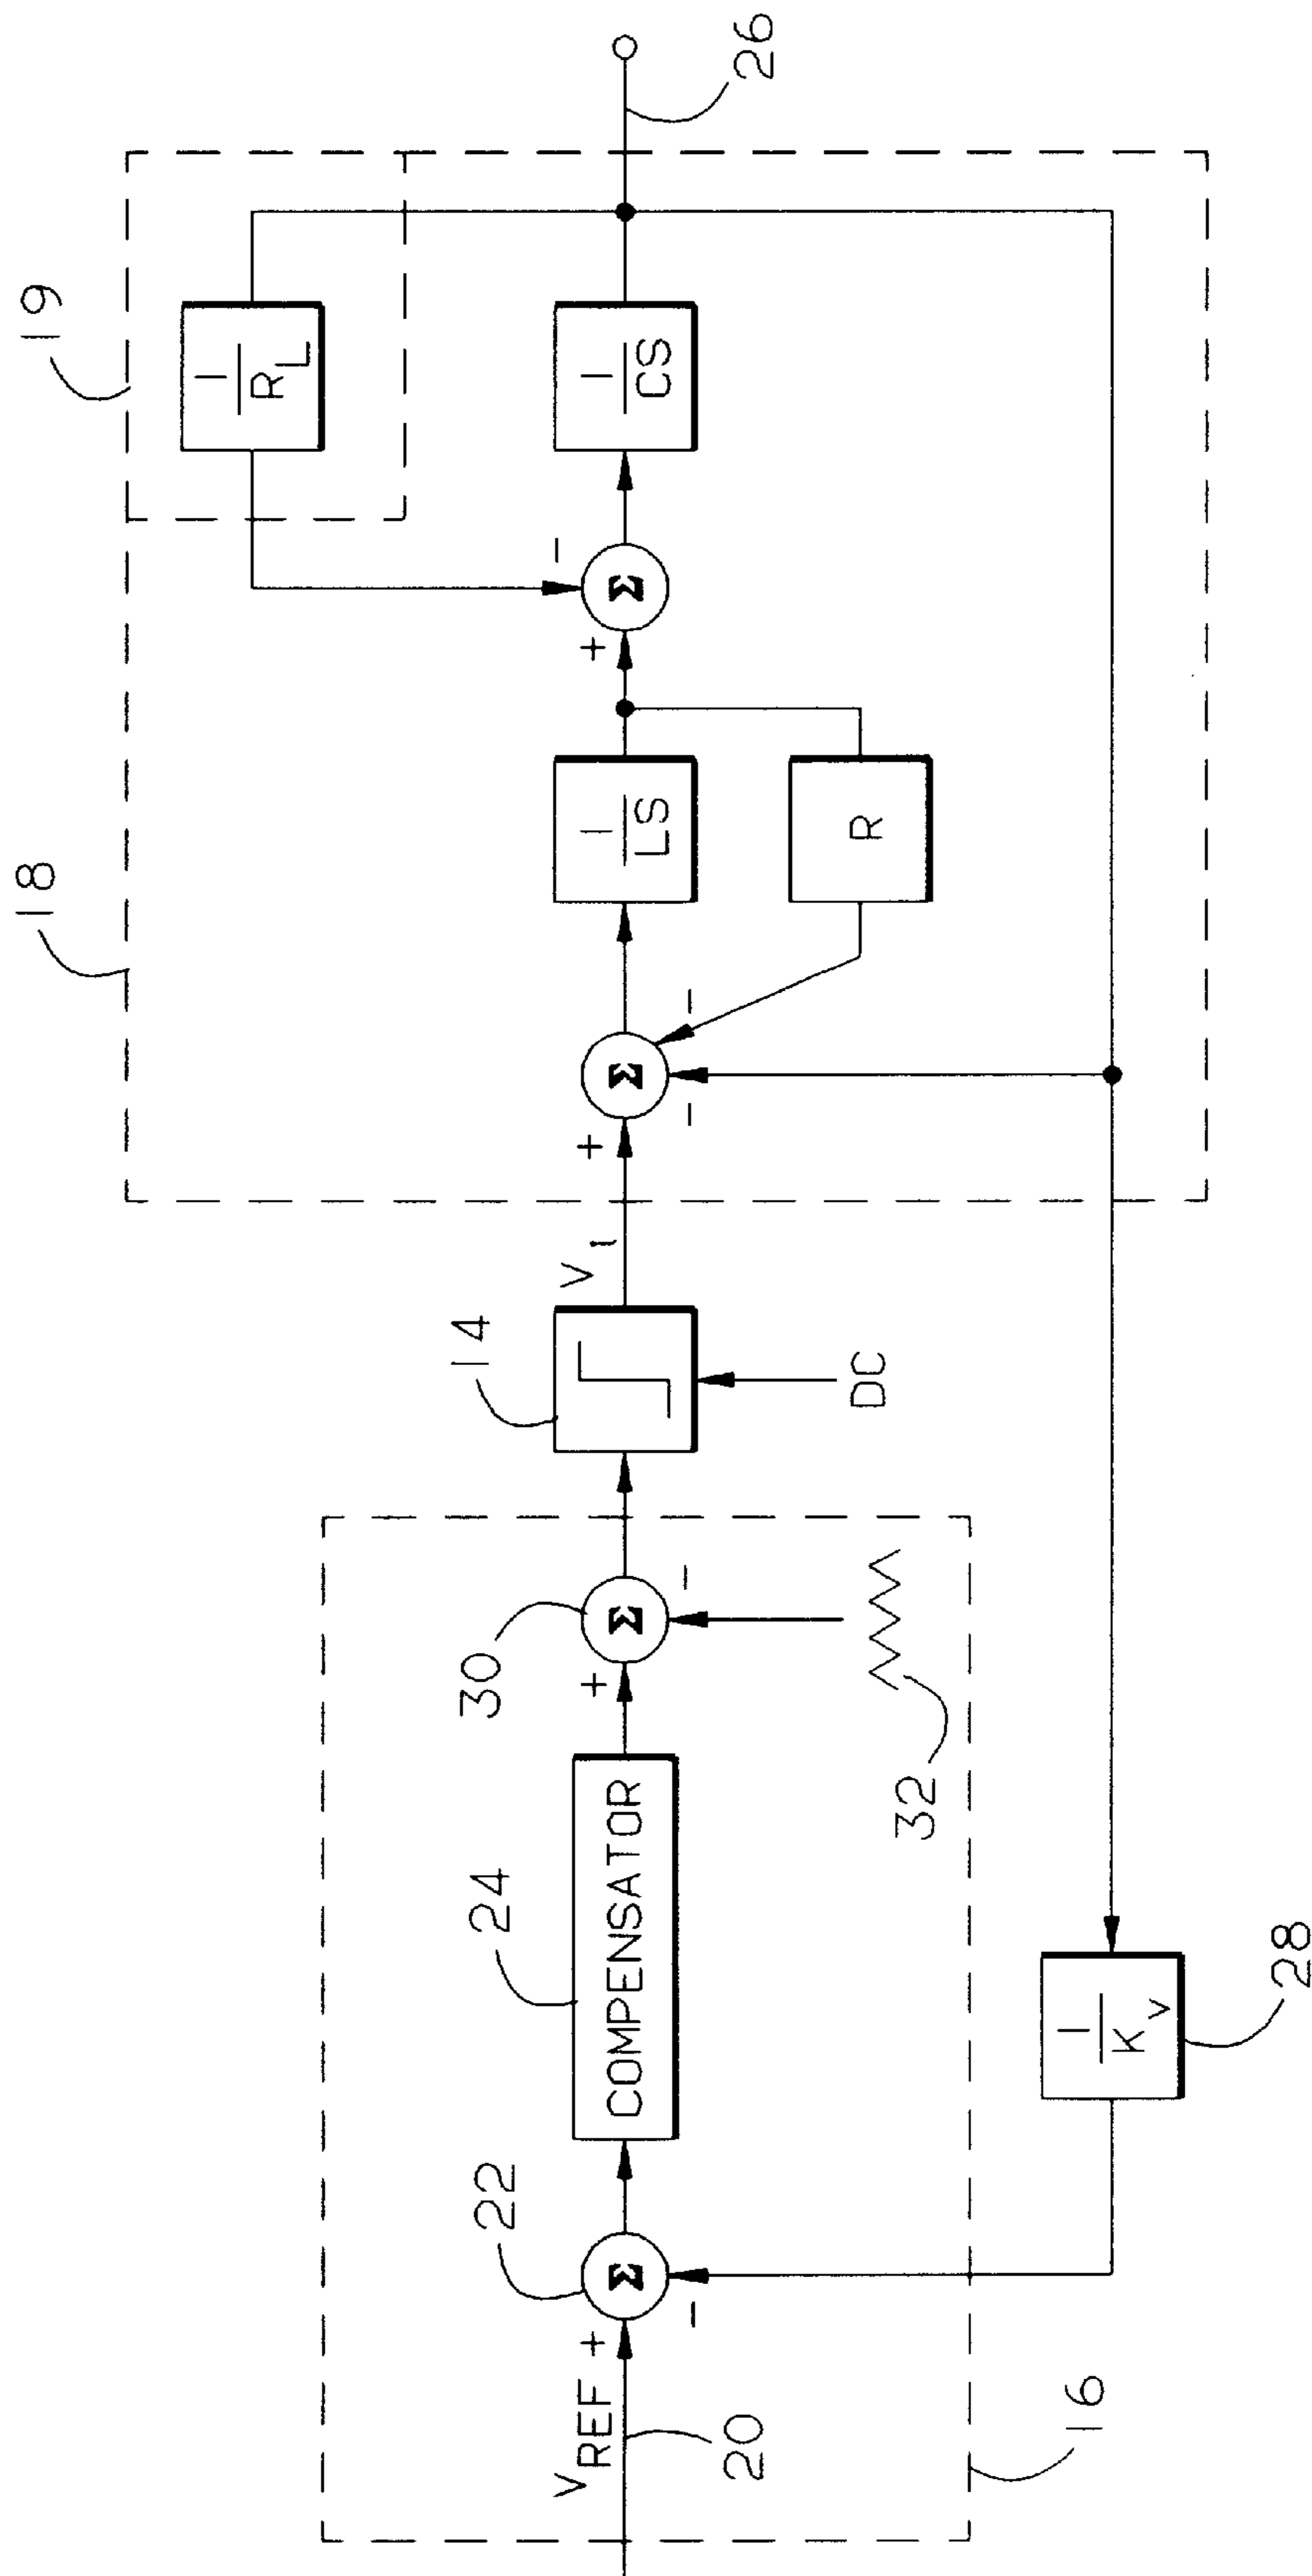 19
1
R_L
18
1
CS
-
+
Σ
26
1
LS
R
+
-
-
Σ
V_i
14
DC
30
+
-
Σ
32
24
COMPENSATOR
22
V_REF
+
-
Σ
20
16
1
K_v
28